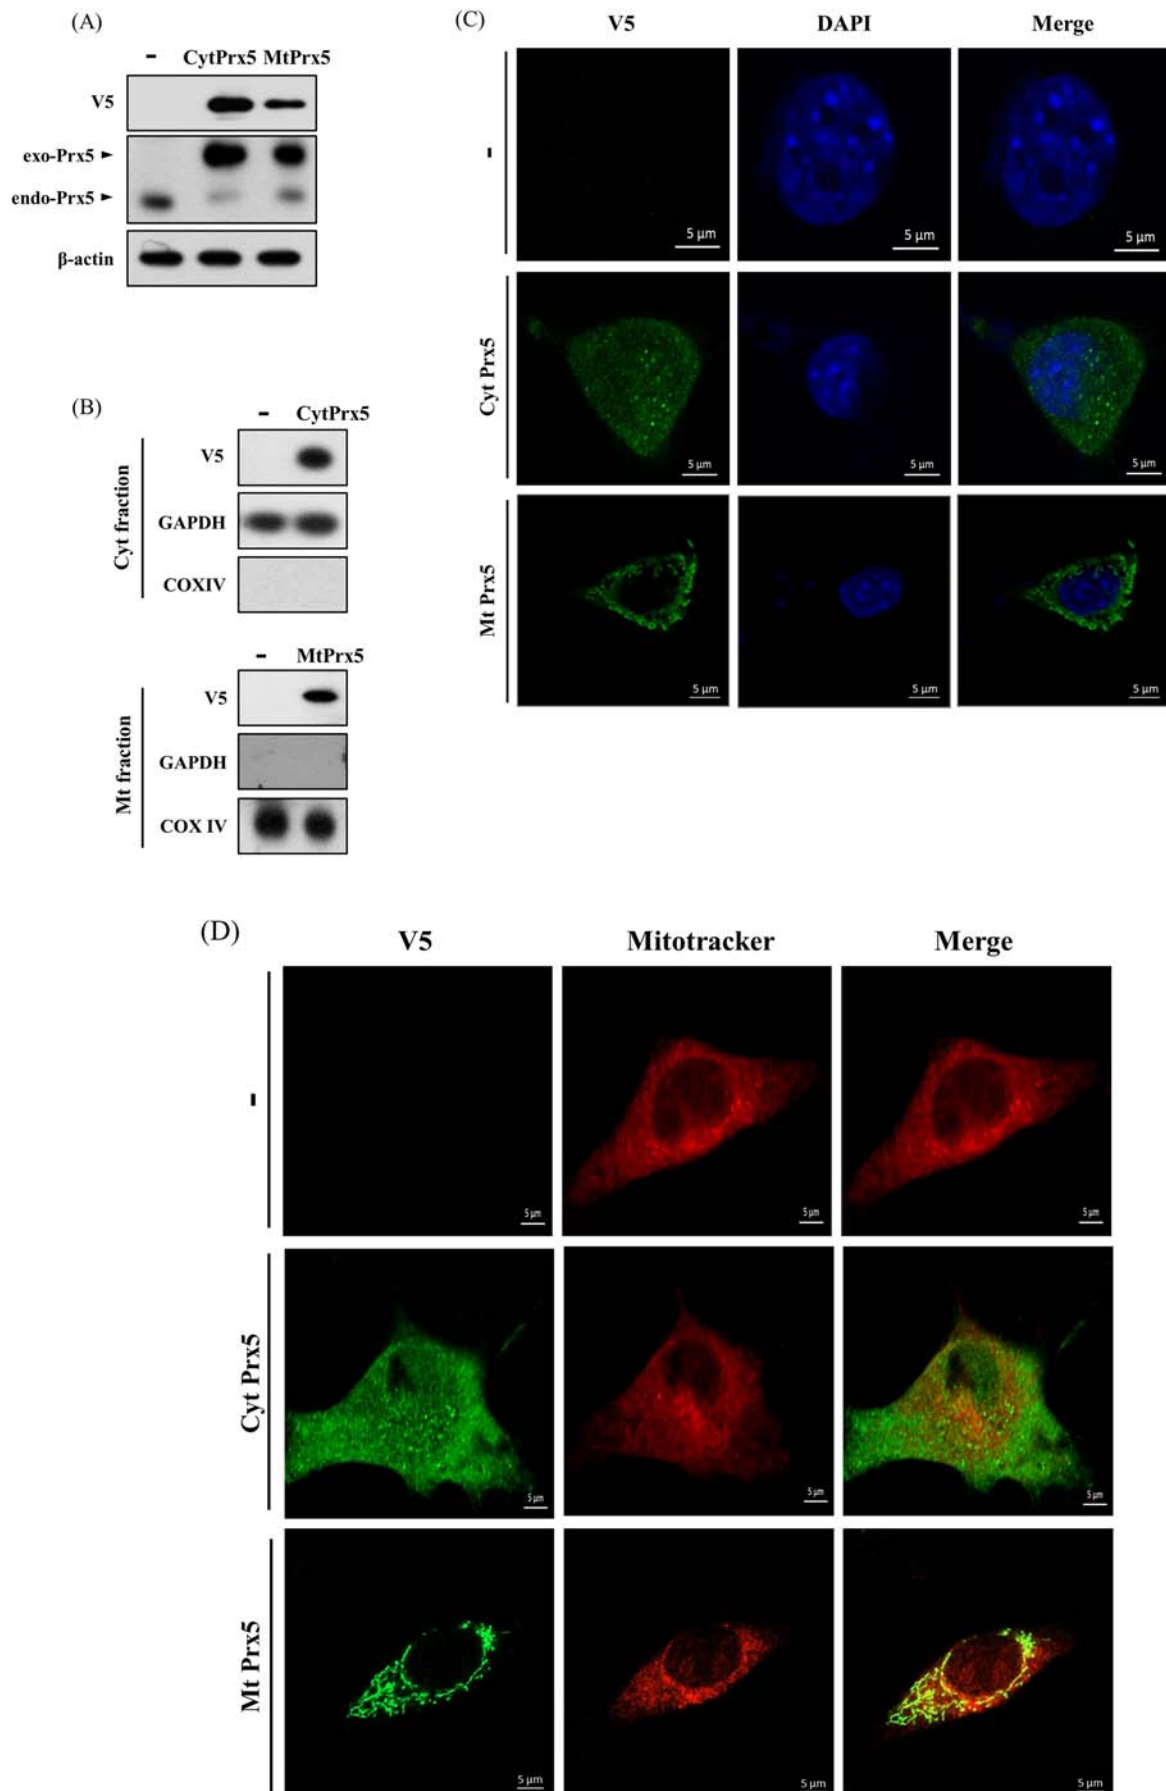 (A)
- CytPrx5 MtPrx5
V5
exo-Prx5 ►
endo-Prx5 ►
β-actin
(B)
- CytPrx5
Cyt fraction
V5
GAPDH
COXIV
- MtPrx5
Mt fraction
V5
GAPDH
COX IV
(C)
V5 DAPI Merge
-
5 µm 5 µm 5 µm
Cyt Prx5
5 µm 5 µm 5 µm
Mt Prx5
5 µm 5 µm 5 µm
(D)
V5 Mitotracker Merge
-
5 µm 5 µm 5 µm
Cyt Prx5
5 µm 5 µm 5 µm
Mt Prx5
5 µm 5 µm 5 µm